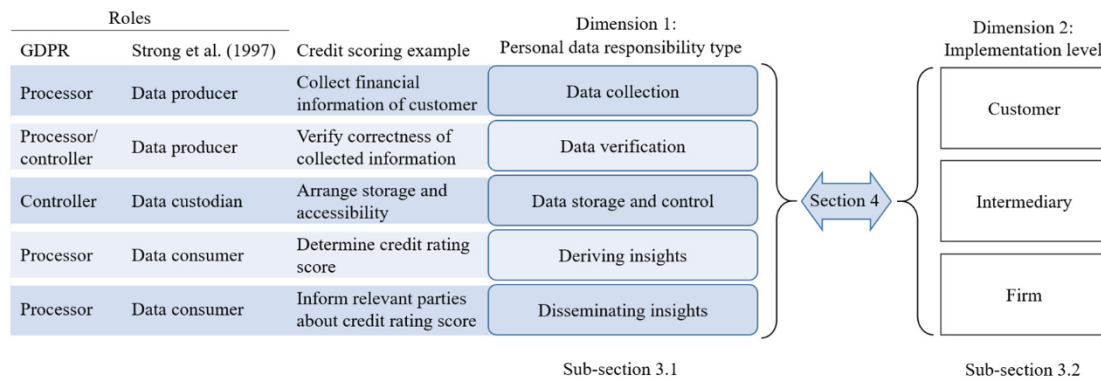 Roles
Dimension 1:
Personal data responsibility type
Dimension 2:
Implementation level
GDPR
Strong et al. (1997)
Credit scoring example
Processor
Data producer
Collect financial
information of customer
Data collection
Processor/
controller
Data producer
Verify correctness of
collected information
Data verification
Controller
Data custodian
Arrange storage and
accessibility
Data storage and control
Processor
Data consumer
Determine credit rating
score
Deriving insights
Processor
Data consumer
Inform relevant parties
about credit rating score
Disseminating insights
Section 4
Customer
Intermediary
Firm
Sub-section 3.1
Sub-section 3.2